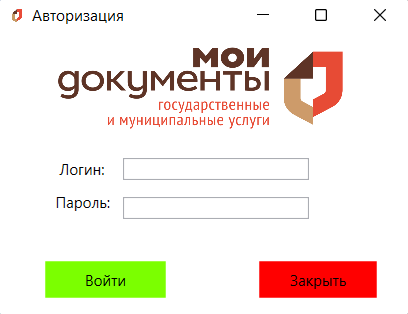 Авторизация
мои
документы
государственные
и муниципальные услуги
Логин:
Пароль:
Войти
Закрыть